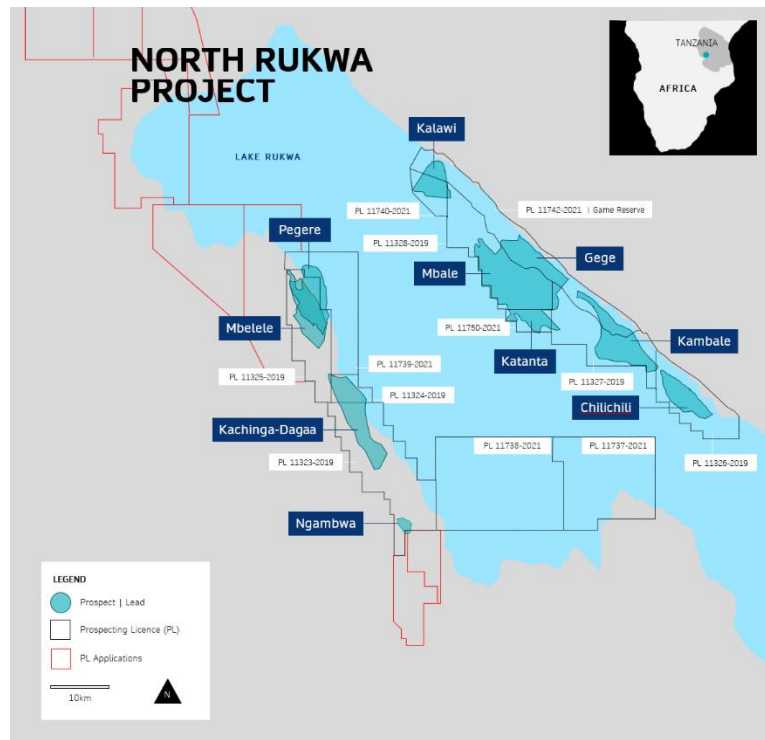 NORTH RUKWA
PROJECT
TANZANIA
AFRICA
LAKE RUKWA
Kalawi
PL 11740-2021
PL 11742-2021 | Game Reserve
Pegere
PL 11328-2019
Gege
Mbale
Mbelele
PL 11750-2021
Kambale
Katanta
PL 11739-2021
PL 11325-2019
PL 11327-2019
PL 11324-2019
Chilichili
Kachinga-Dagaa
PL 11738-2021
PL 11737-2021
PL 11323-2019
PL 11326-2019
Ngambwa
LEGEND
Prospect | Lead
Prospecting Licence (PL)
PL Applications
10km
N